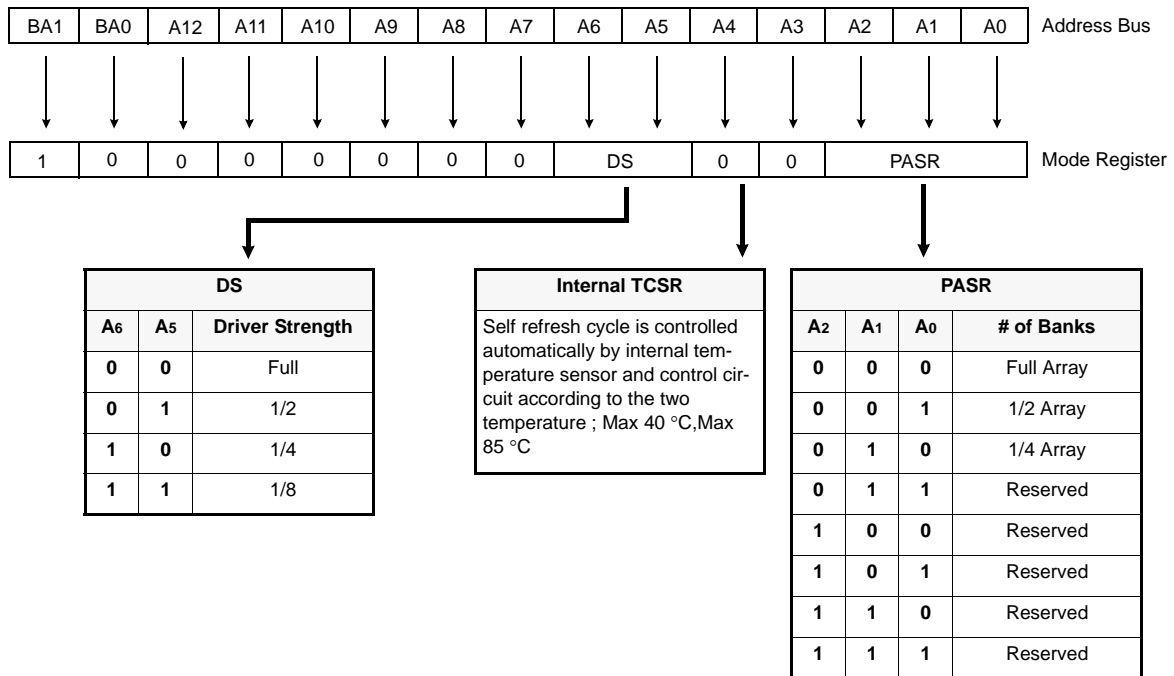 BA1 BA0 A12 A11 A10 A9 A8 A7 A6 A5 A4 A3 A2 A1 A0 Address Bus
1 0 0 0 0 0 0 0 DS 0 0 PASR Mode Register
DS
A6 A5 Driver Strength
0 0 Full
0 1 1/2
1 0 1/4
1 1 1/8
Internal TCSR
Self refresh cycle is controlled
automatically by internal tem-
perature sensor and control cir-
cuit according to the two
temperature ; Max 40 °C,Max
85 °C
PASR
A2 A1 A0 # of Banks
0 0 0 Full Array
0 0 1 1/2 Array
0 1 0 1/4 Array
0 1 1 Reserved
1 0 0 Reserved
1 0 1 Reserved
1 1 0 Reserved
1 1 1 Reserved